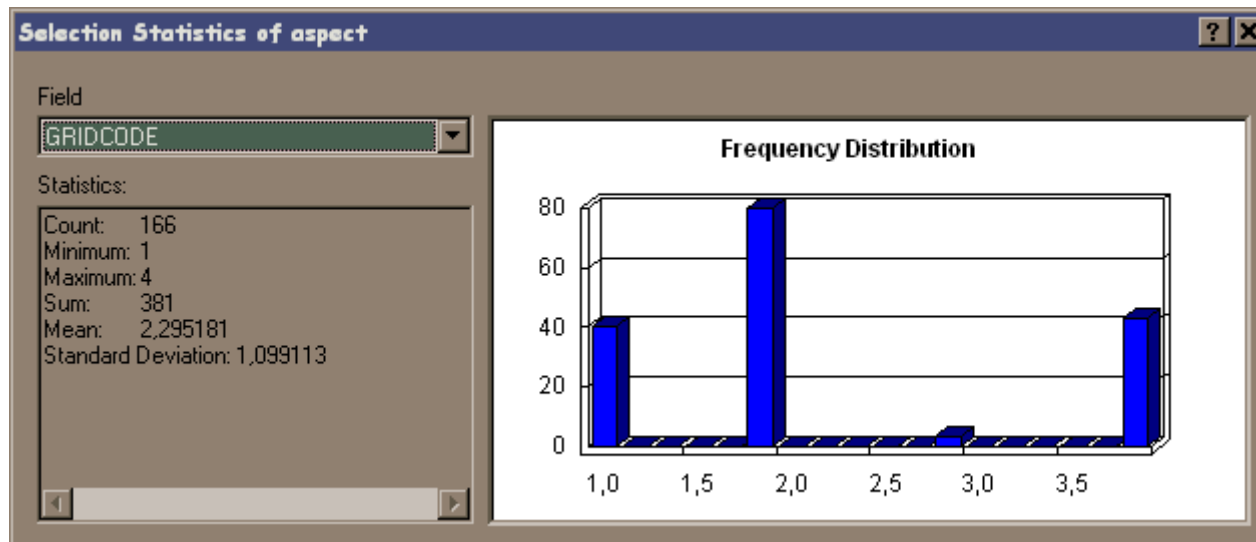 Selection Statistics of aspect
Field
GRIDCODE
Statistics:
Count: 166
Minimum: 1
Maximum: 4
Sum: 381
Mean: 2,295181
Standard Deviation: 1,099113
Frequency Distribution
80
60
40
20
0
1,0 1,5 2,0 2,5 3,0 3,5